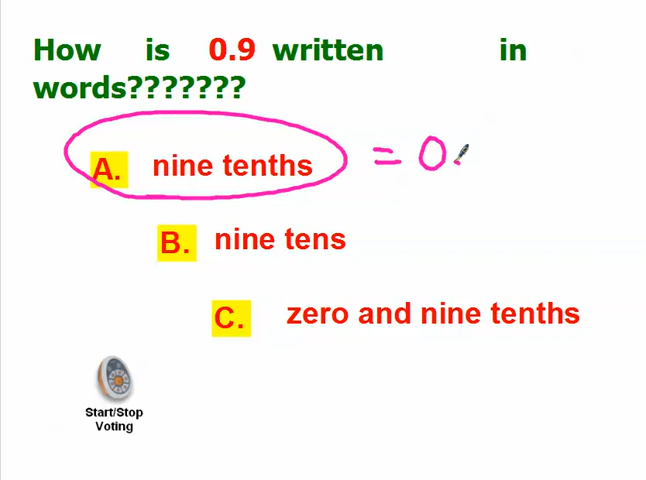 How is 0.9 written in
words???????
A. nine tenths = 0.
B. nine tens
C. zero and nine tenths
Start/Stop
Voting